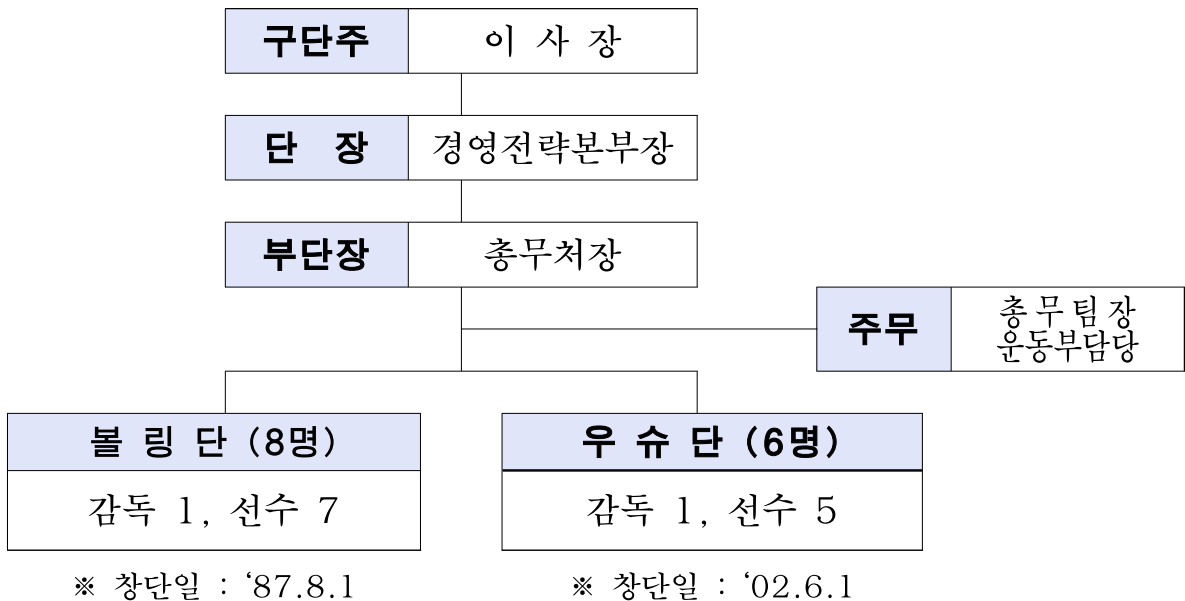 구단주 이 사 장
단 장 경영전략본부장
부단장 총무처장
주무 총 무 팀 장
운동부담당
볼 링 단 (8명)
감독 1, 선수 7
※ 창단일 : ‘87.8.1
우 슈 단 (6명)
감독 1, 선수 5
※ 창단일 : ‘02.6.1